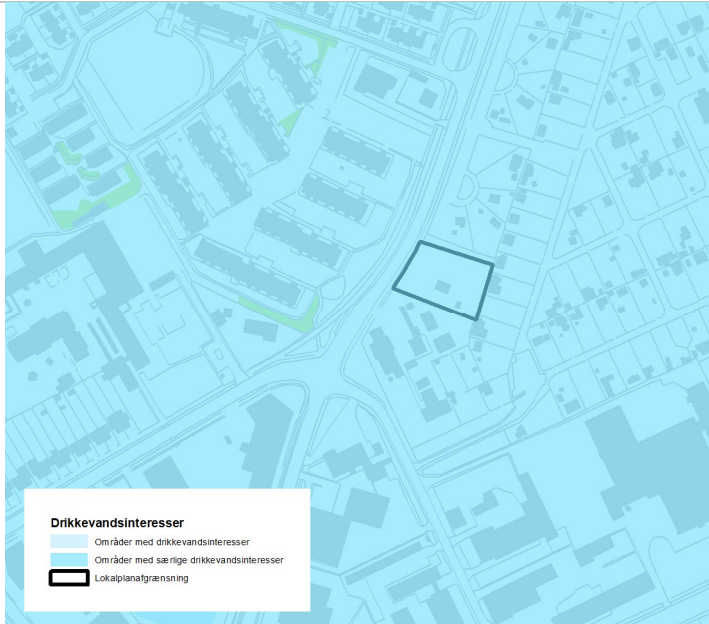 Drikkevandsinteresser
Områder med drikkevandsinteresser
Områder med særlige drikkevandsinteresser
Lokalplanafgrænsning